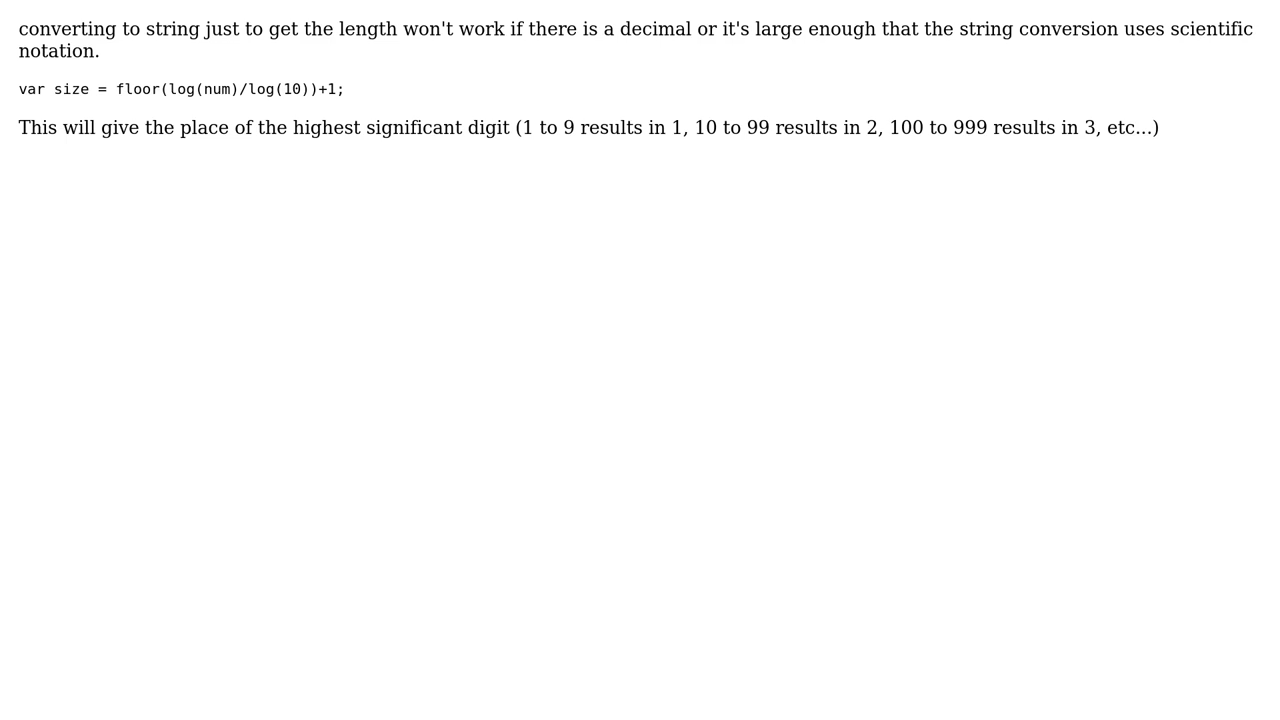 converting to string just to get the length won't work if there is a decimal or it's large enough that the string conversion uses scientific
notation.
var size = floor(log(num)/log(10))+1;
This will give the place of the highest significant digit (1 to 9 results in 1, 10 to 99 results in 2, 100 to 999 results in 3, etc...)